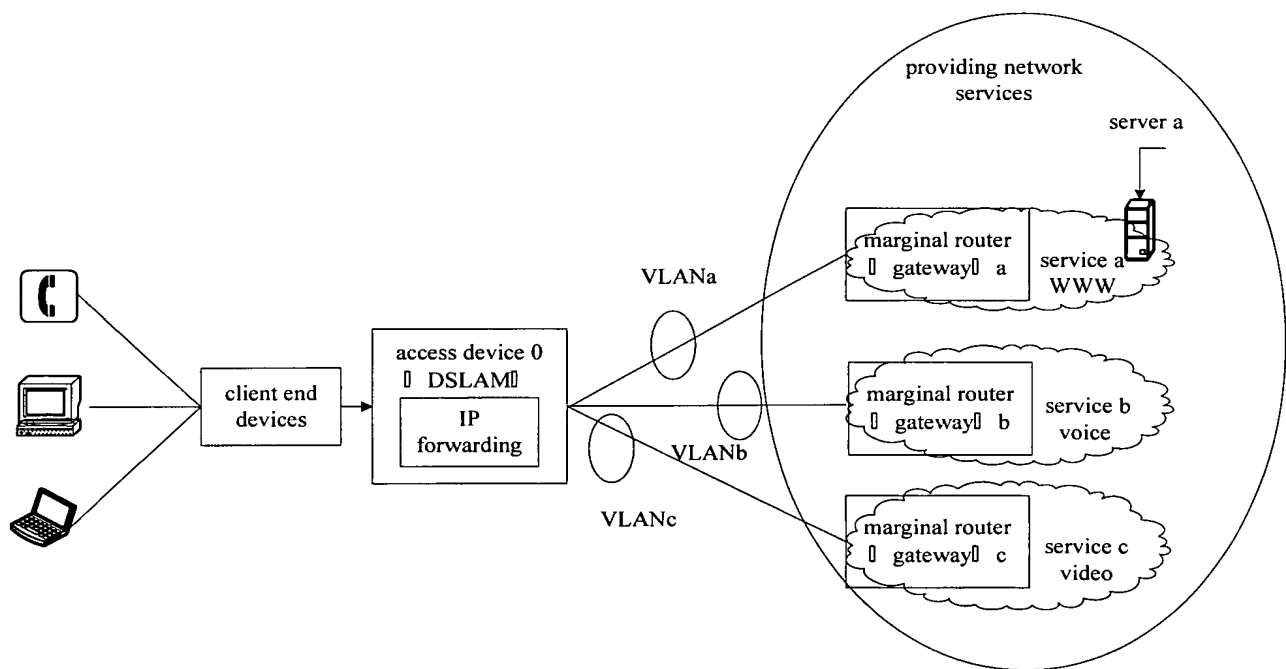 providing network
services
server a
marginal router
▯ gateway▯ a
service a
WWW
VLANa
access device 0
▯ DSLAM▯
IP
forwarding
client end
devices
marginal router
▯ gateway▯ b
service b
voice
VLANb
VLANc
marginal router
▯ gateway▯ c
service c
video